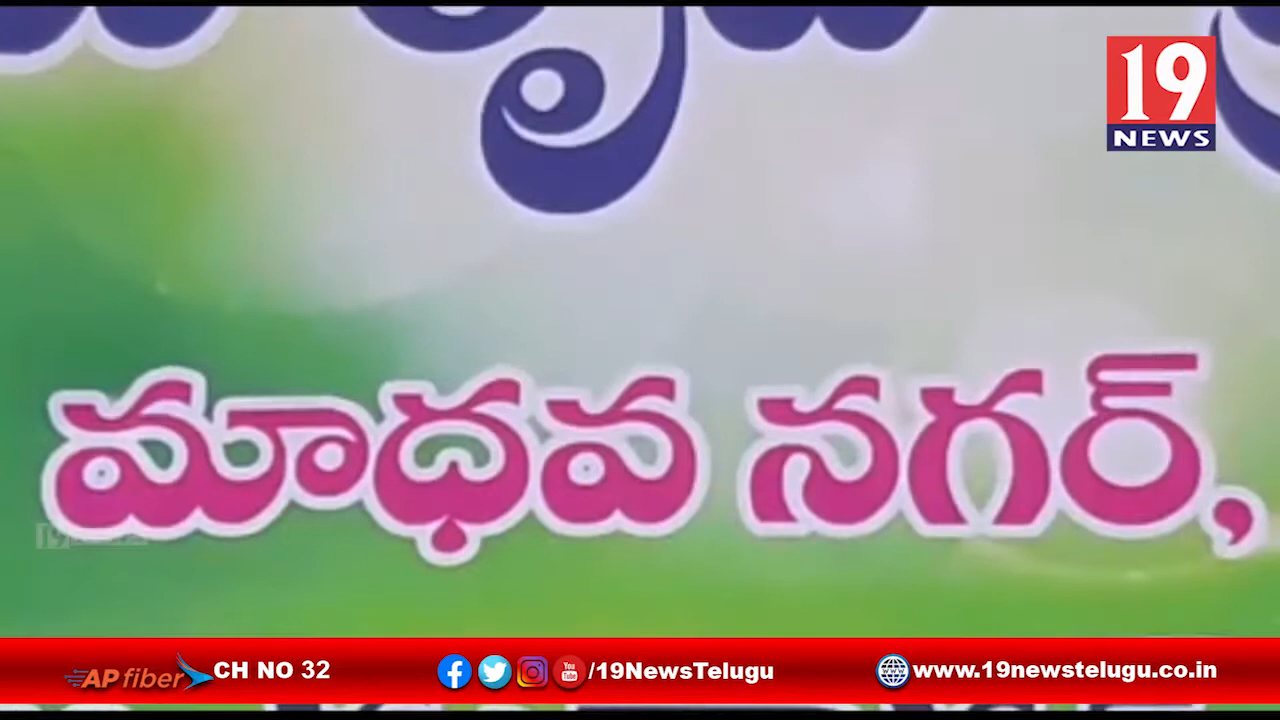 19
NEWS
మాధవ నగర్,
AP fiber CH NO 32
/19NewsTelugu
www.19newstelugu.co.in